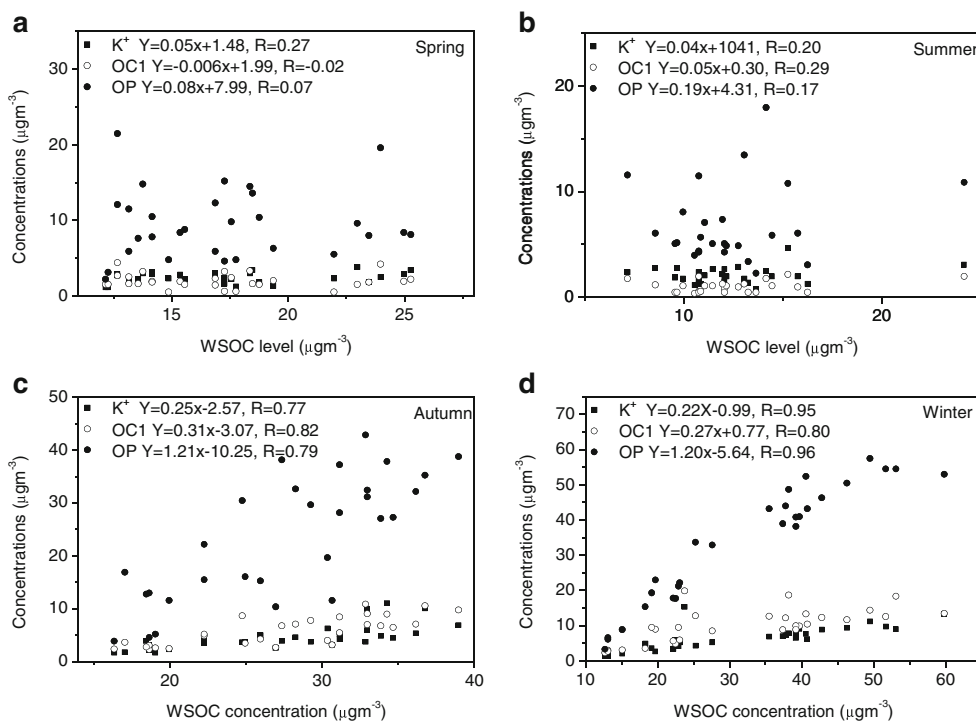 a
K+ Y=0.05x+1.48, R=0.27
OC1 Y=-0.006x+1.99, R=-0.02
OP Y=0.08x+7.99, R=0.07
Spring
30
20
10
0
Concentrations (μgm-3)
15
20
25
WSOC level (μgm-3)
b
K+ Y=0.04x+1041, R=0.20
OC1 Y=0.05x+0.30, R=0.29
OP Y=0.19x+4.31, R=0.17
Summer
20
10
0
Concentrations (μgm-3)
10
20
WSOC level (μgm-3)
c
K+ Y=0.25x-2.57, R=0.77
OC1 Y=0.31x-3.07, R=0.82
OP Y=1.21x-10.25, R=0.79
Autumn
50
40
30
20
10
0
Concentrations (μgm-3)
20
30
40
WSOC concentration (μgm-3)
d
K+ Y=0.22X-0.99, R=0.95
OC1 Y=0.27x+0.77, R=0.80
OP Y=1.20x-5.64, R=0.96
Winter
70
60
50
40
30
20
10
0
Concentrations (μgm-3)
10
20
30
40
50
60
WSOC concentration (μgm-3)